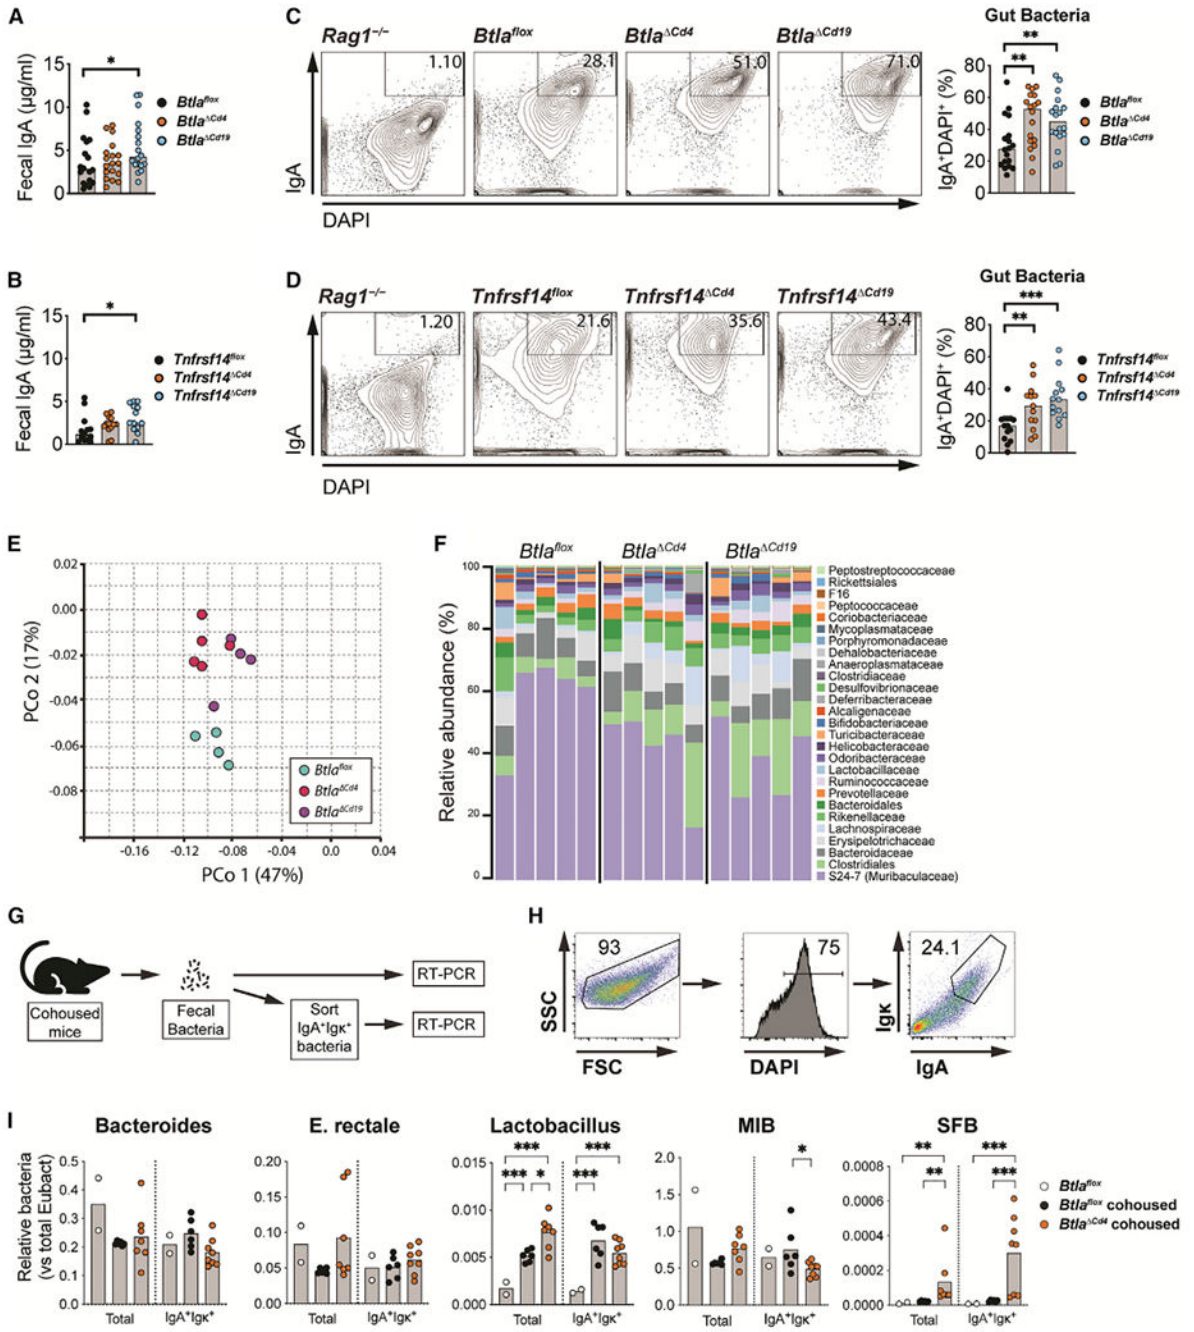 A
Fecal IgA (µg/ml)
15
10
5
0
*
Btla^flox
Btla^ΔCd4
Btla^ΔCd19
B
Fecal IgA (µg/ml)
15
10
5
0
*
Tnfrsf14^flox
Tnfrsf14^ΔCd4
Tnfrsf14^ΔCd19
C
Rag1^−/−
Btla^flox
Btla^ΔCd4
Btla^ΔCd19
1.10
28.1
51.0
71.0
IgA
DAPI
Gut Bacteria
**
**
IgA⁺DAPI⁺ (%)
80
60
40
20
0
Btla^flox
Btla^ΔCd4
Btla^ΔCd19
D
Rag1^−/−
Tnfrsf14^flox
Tnfrsf14^ΔCd4
Tnfrsf14^ΔCd19
1.20
21.6
35.6
43.4
IgA
DAPI
Gut Bacteria
***
**
IgA⁺DAPI⁺ (%)
80
60
40
20
0
Tnfrsf14^flox
Tnfrsf14^ΔCd4
Tnfrsf14^ΔCd19
E
PCo 2 (17%)
0.02
0.00
-0.02
-0.04
-0.06
-0.08
Btla^flox
Btla^ΔCd4
Btla^ΔCd19
-0.16 -0.12 -0.08 -0.04 0.0 0.04
PCo 1 (47%)
F
Btla^flox Btla^ΔCd4 Btla^ΔCd19
Relative abundance (%)
100
80
60
40
20
0
Peptostreptococcaceae
Rickettsiales
F16
Peptococcaceae
Coriobacteriaceae
Mycoplasmataceae
Porphyromonadaceae
Dehalobacteriaceae
Anaeroplasmataceae
Clostridiaceae
Desulfovibrionaceae
Deferribacteraceae
Alcaligenaceae
Bifidobacteriaceae
Turicibacteraceae
Helicobacteraceae
Odoribacteraceae
Lactobacillaceae
Ruminococcaceae
Prevotellaceae
Bacteroidales
Rikenellaceae
Lachnospiraceae
Erysipelotrichaceae
Bacteroidaceae
Clostridiales
S24-7 (Muribaculaceae)
G
Cohoused
mice
Fecal
Bacteria
Sort
IgA⁺Igκ⁺
bacteria
RT-PCR
RT-PCR
H
93
SSC
FSC
75
DAPI
24.1
Igκ
IgA
I
Relative bacteria
(vs total Eubact)
Bacteroides
0.5
0.4
0.3
0.2
0.1
0.0
Total IgA⁺Igκ⁺
E. rectale
0.20
0.15
0.10
0.05
0.00
Total IgA⁺Igκ⁺
Lactobacillus
*** ***
*** * ***
0.015
0.010
0.005
0.000
Total IgA⁺Igκ⁺
MIB
*
2.0
1.5
1.0
0.5
0.0
Total IgA⁺Igκ⁺
SFB
** ***
** ***
0.0008
0.0006
0.0004
0.0002
0.0000
Total IgA⁺Igκ⁺
Btla^flox
Btla^flox cohoused
Btla^ΔCd4 cohoused